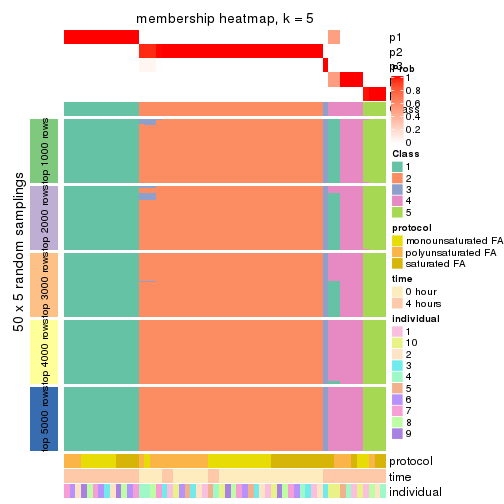 membership heatmap, k = 5
p1
p2
p3
Prob
1
0.8
0.6
0.4
0.2
0
Class
Class
1
2
3
4
5
protocol
monounsaturated FA
polyunsaturated FA
saturated FA
time
0 hour
4 hours
individual
1
10
2
3
4
5
6
7
8
9
50 x 5 random samplings
top 1000 rows
top 2000 rows
top 3000 rows
top 4000 rows
top 5000 rows
protocol
time
individual